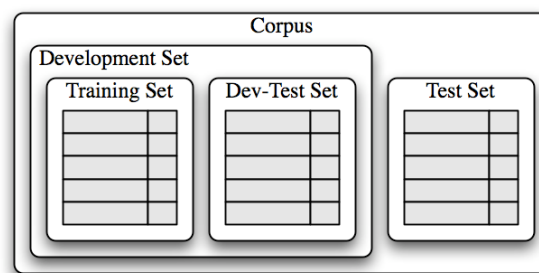 Corpus
Development Set
Training Set
Dev-Test Set
Test Set